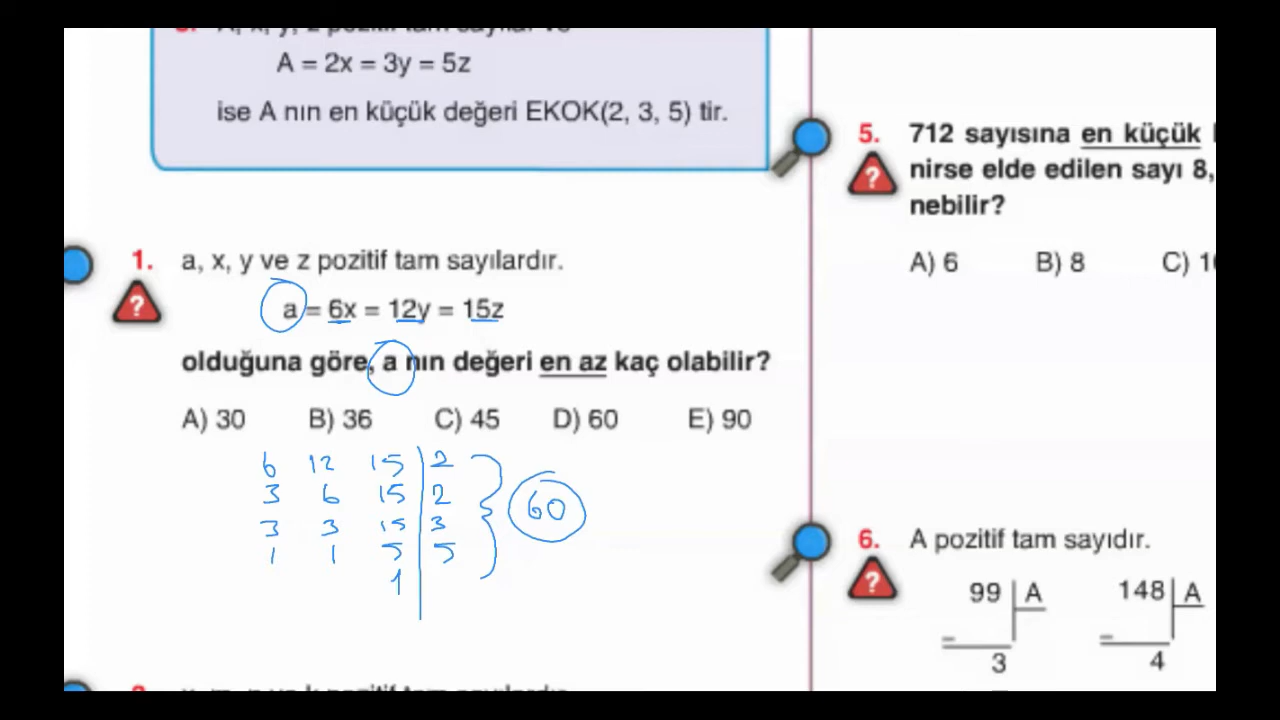 A = 2x = 3y = 5z
ise A nın en küçük değeri EKOK(2, 3, 5) tir.
1. a, x, y ve z pozitif tam sayılardır.
a = 6x = 12y = 15z
olduğuna göre, a nın değeri en az kaç olabilir?
A) 30 B) 36 C) 45 D) 60 E) 90
6 12 15 2
3 6 15 2
3 3 15 3
1 1 5 5
1
60
5. 712 sayısına en küçük
nirse elde edilen sayı 8,
nebilir?
A) 6 B) 8 C) 1
6. A pozitif tam sayıdır.
99 A 148 A
3 4